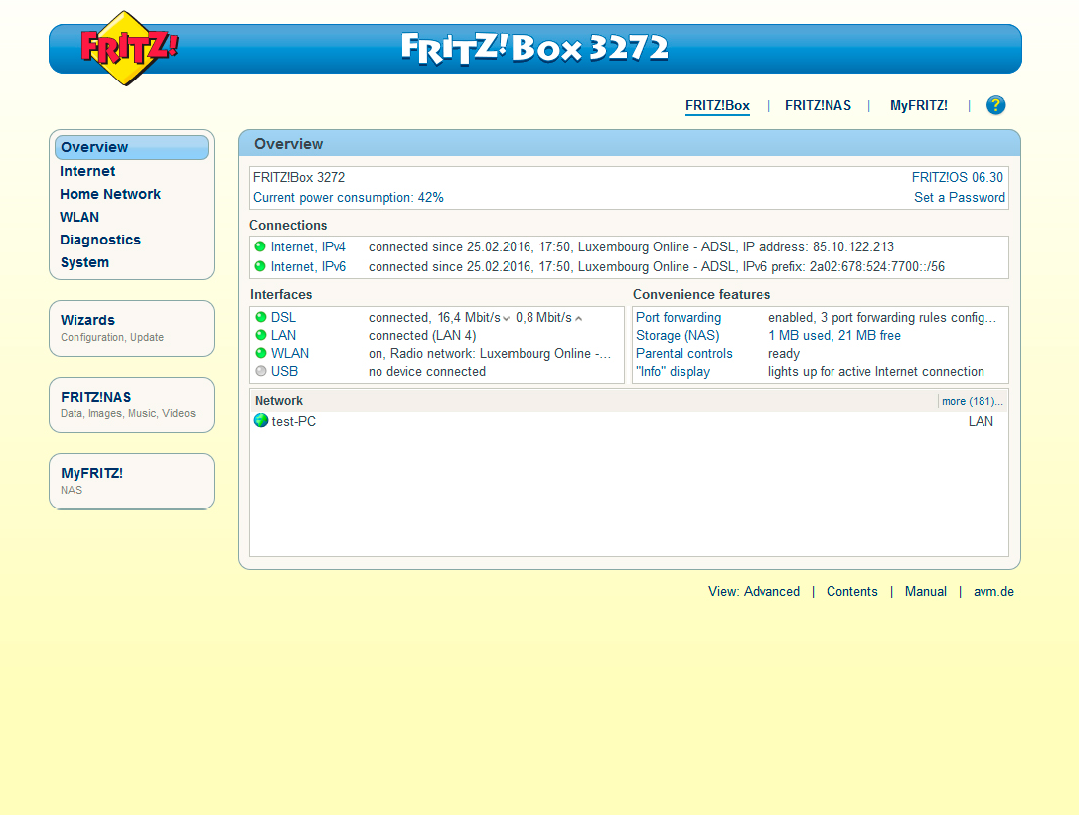 FRITZ!
FRITZ!Box 3272
FRITZ!Box | FRITZ!NAS | MyFRITZ! | ?
Overview
Internet
Home Network
WLAN
Diagnostics
System
Wizards
Configuration, Update
FRITZ!NAS
Data, Images, Music, Videos
MyFRITZ!
NAS
Overview
FRITZ!Box 3272 FRITZ!OS 06.30
Current power consumption: 42% Set a Password
Connections
Internet, IPv4 connected since 25.02.2016, 17:50, Luxembourg Online - ADSL, IP address: 85.10.122.213
Internet, IPv6 connected since 25.02.2016, 17:50, Luxembourg Online - ADSL, IPv6 prefix: 2a02:678:524:7700::/56
Interfaces
DSL connected, 16,4 Mbit/s 0,8 Mbit/s
LAN connected (LAN 4)
WLAN on, Radio network: Luxembourg Online -...
USB no device connected
Convenience features
Port forwarding enabled, 3 port forwarding rules config...
Storage (NAS) 1 MB used, 21 MB free
Parental controls ready
"Info" display lights up for active Internet connection
Network more (181)...
test-PC LAN
View: Advanced | Contents | Manual | avm.de